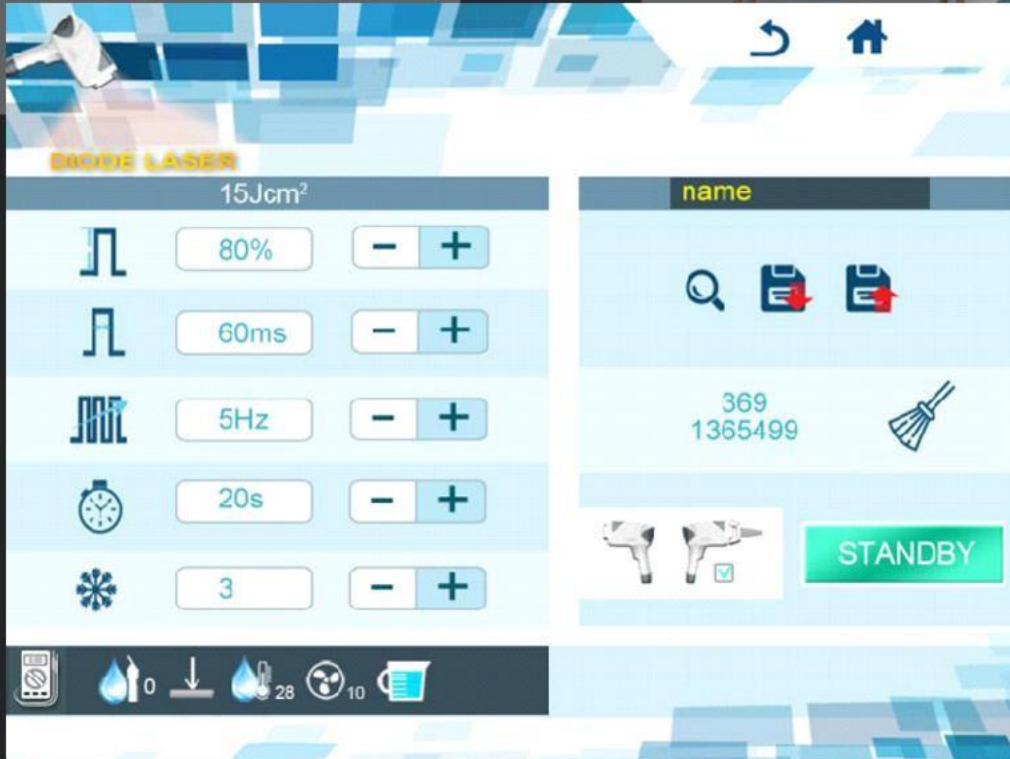 DIODE LASER
15Jcm²
80%
60ms
5Hz
20s
3
0
28
10
name
369
1365499
STANDBY